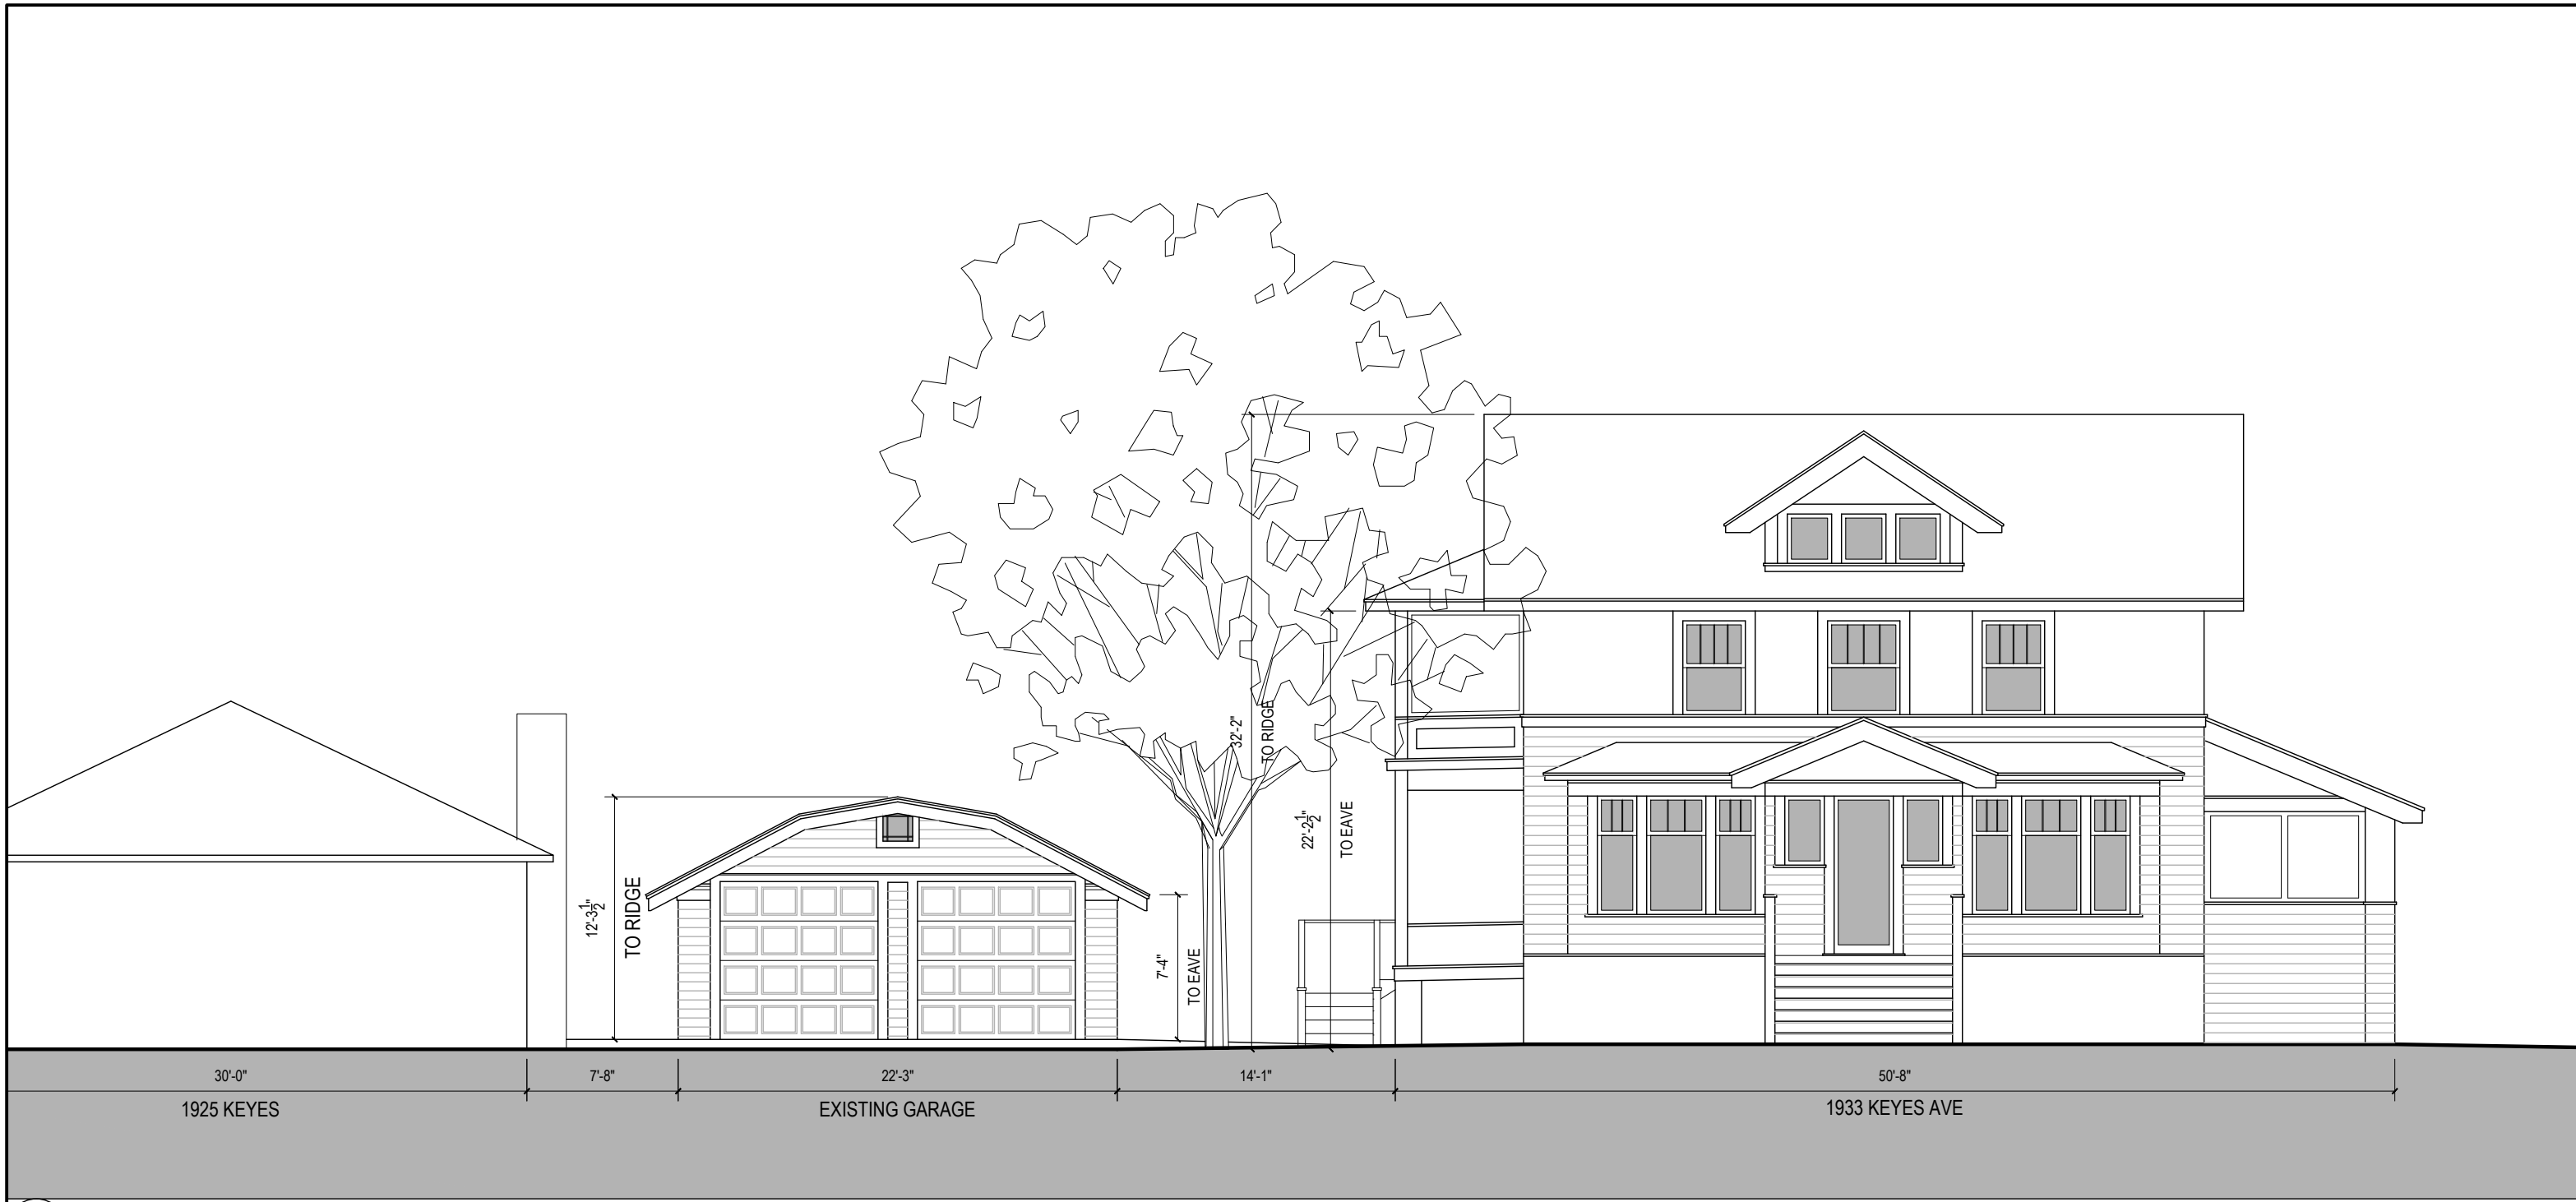 32'-2"
TO RIDGE
22'-2½"
TO EAVE
12'-3½"
TO RIDGE
7'-4"
TO EAVE
30'-0"
7'-8"
22'-3"
14'-1"
50'-8"
1925 KEYES
EXISTING GARAGE
1933 KEYES AVE